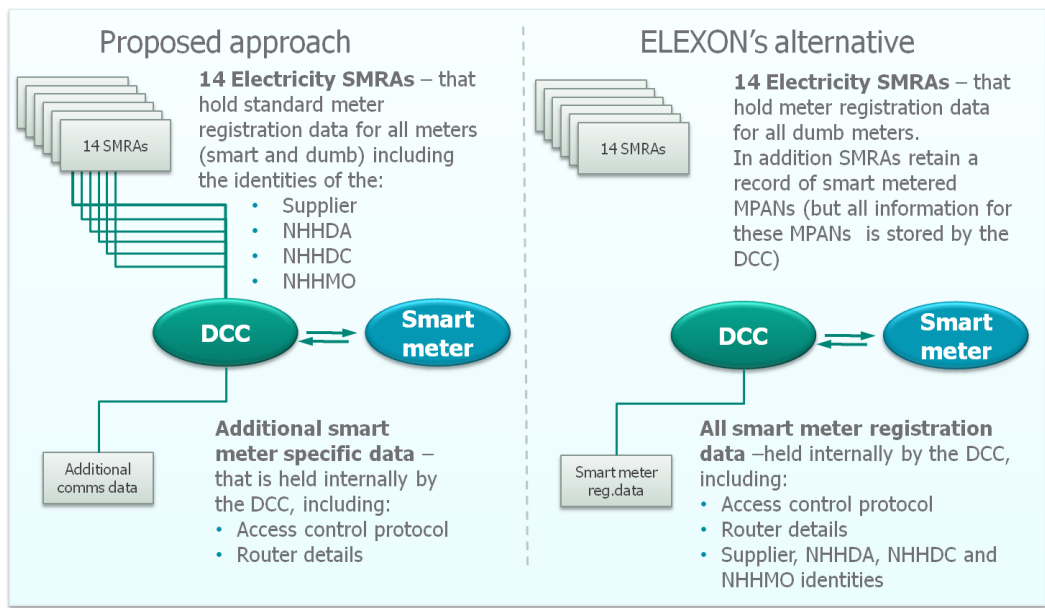 Proposed approach
14 SMRAs
14 Electricity SMRAs – that
hold standard meter
registration data for all meters
(smart and dumb) including
the identities of the:
• Supplier
• NHHDA
• NHHDC
• NHHMO
DCC
Smart
meter
Additional
comms data
Additional smart
meter specific data –
that is held internally by
the DCC, including:
• Access control protocol
• Router details
ELEXON's alternative
14 SMRAs
14 Electricity SMRAs – that
hold meter registration data
for all dumb meters.
In addition SMRAs retain a
record of smart metered
MPANs (but all information for
these MPANs is stored by the
DCC)
DCC
Smart
meter
Smart meter
reg.data
All smart meter registration
data –held internally by the DCC,
including:
• Access control protocol
• Router details
• Supplier, NHHDA, NHHDC and
NHHMO identities